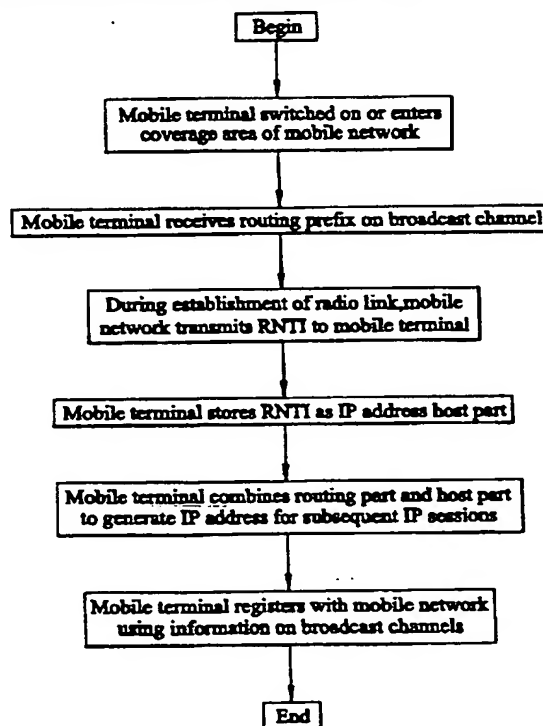 Begin
Mobile terminal switched on or enters
coverage area of mobile network
Mobile terminal receives routing prefix on broadcast channel
During establishment of radio link,mobile
network transmits RNTI to mobile terminal
Mobile terminal stores RNTI as IP address host part
Mobile terminal combines routing part and host part
to generate IP address for subsequent IP sessions
Mobile terminal registers with mobile network
using information on broadcast channels
End